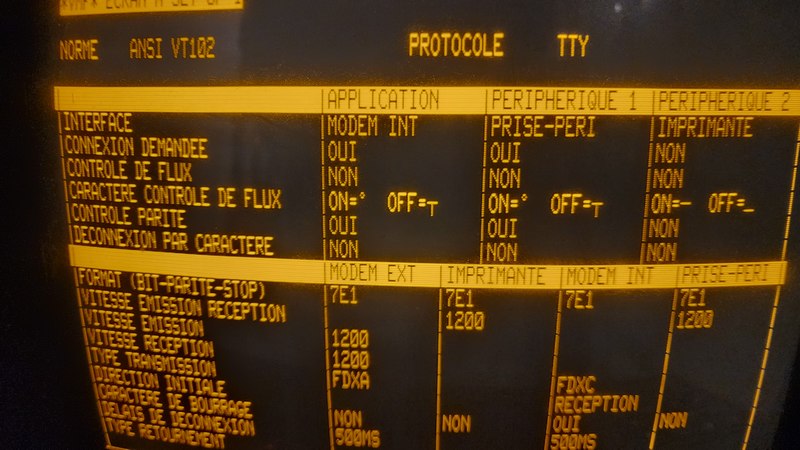 ECRAN
NORME ANSI VT102 PROTOCOLE TTY
APPLICATION PERIPHERIQUE 1 PERIPHERIQUE 2
INTERFACE MODEM INT PRISE-PERI IMPRIMANTE
CONNEXION DEMANDEE OUI OUI NON
CONTROLE DE FLUX NON NON NON
CARACTERE CONTROLE DE FLUX ON=° OFF=┬ ON=° OFF=┬ ON=— OFF=_
CONTROLE PARITE OUI OUI NON
DECONNEXION PAR CARACTERE NON NON NON
MODEM EXT IMPRIMANTE MODEM INT PRISE-PERI
FORMAT (BIT-PARITE-STOP) 7E1 7E1 7E1 7E1
VITESSE EMISSION RECEPTION 1200 1200
VITESSE EMISSION 1200
VITESSE RECEPTION 1200
TYPE TRANSMISSION FDXA FDXC
DIRECTION INITIALE RECEPTION
CARACTERE DE BOURRAGE NON NON OUI NON
DELAIS DE DECONNEXION 500MS 500MS
TYPE RETOURNEMENT